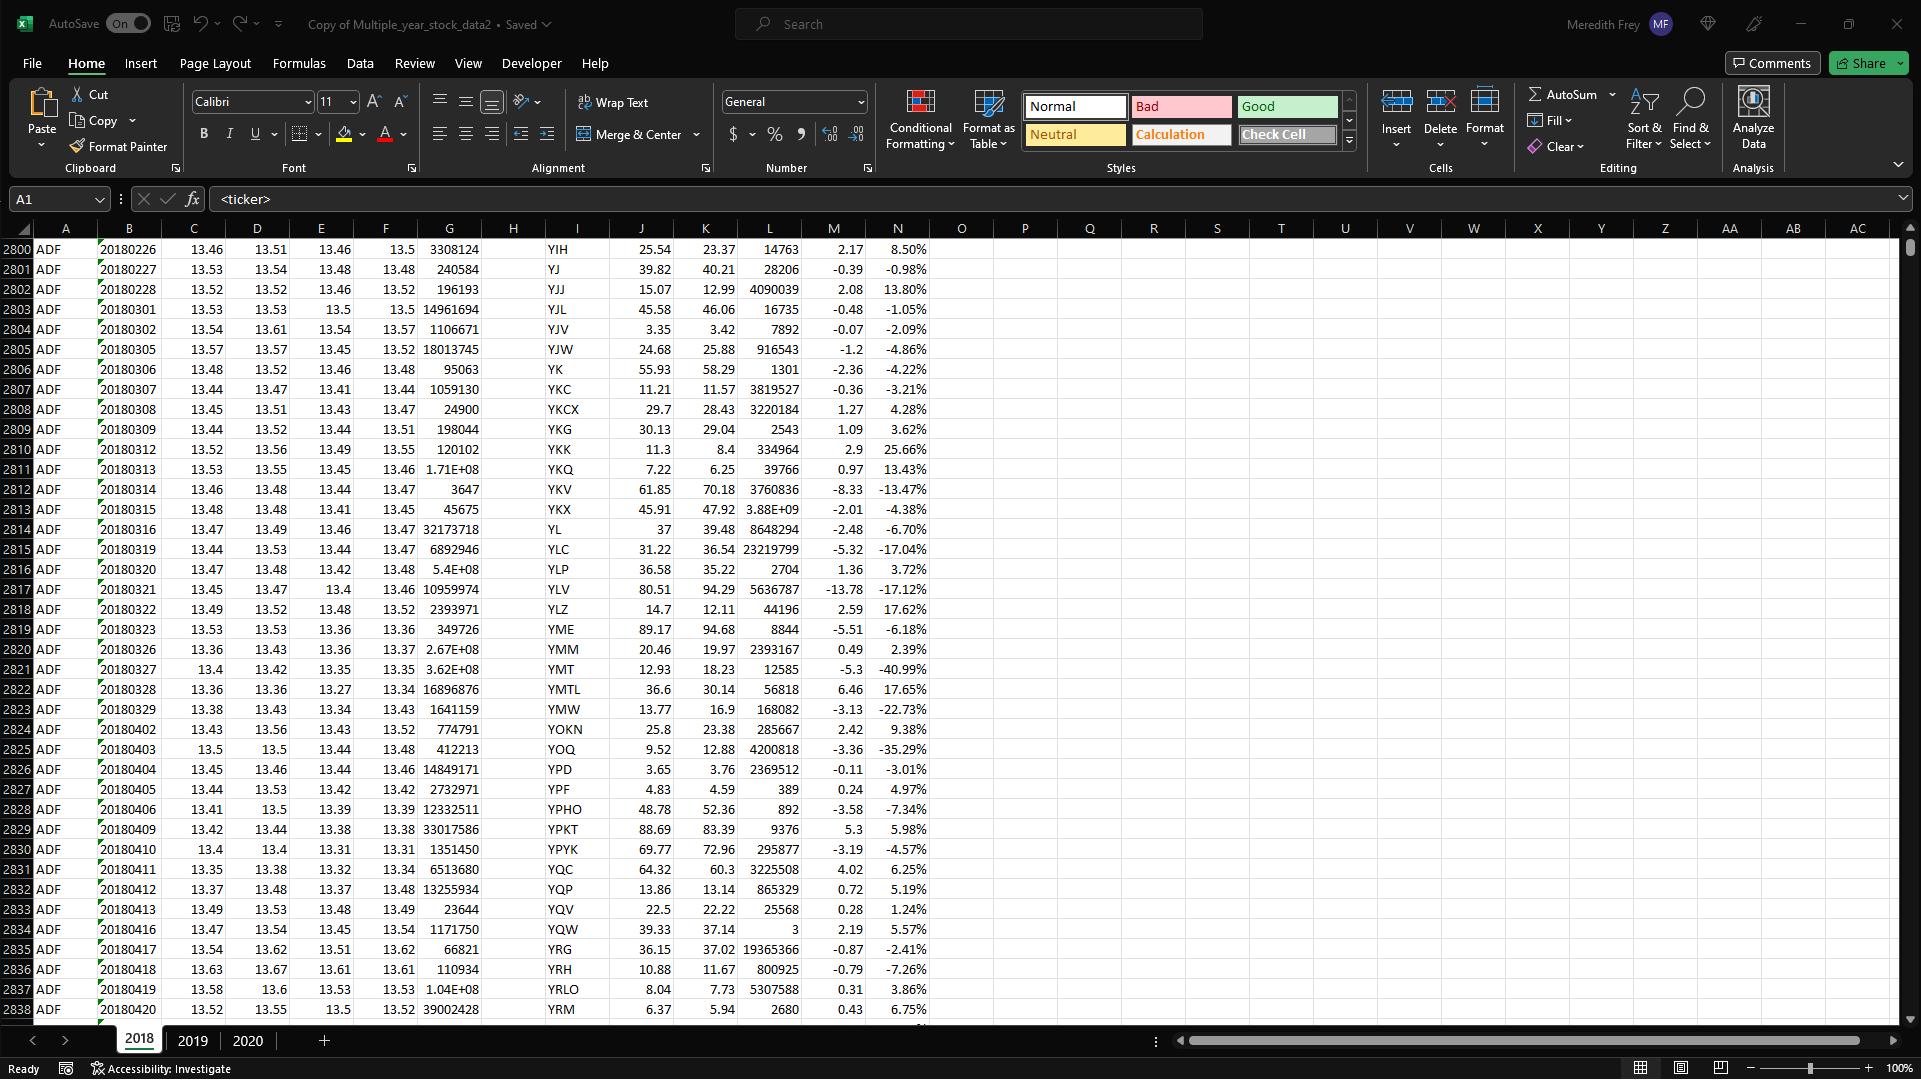 AutoSave On Copy of Multiple_year_stock_data2 • Saved Search Meredith Frey MF
File Home Insert Page Layout Formulas Data Review View Developer Help Comments Share
Paste Cut Copy Format Painter Clipboard
Calibri 11 B I U A Font
Wrap Text Merge & Center Alignment
General $ % Number
Conditional Formatting Format as Table
Normal Bad Good
Neutral Calculation Check Cell
Styles
Insert Delete Format Cells
AutoSum Fill Clear Sort & Filter Find & Select Editing
Analyze Data Analysis
A1 fx <ticker>
A B C D E F G H I J K L M N O P Q R S T U V W X Y Z AA AB AC
2800 ADF 20180226 13.46 13.51 13.46 13.5 3308124 YIH 25.54 23.37 14763 2.17 8.50%
2801 ADF 20180227 13.53 13.54 13.48 13.48 240584 YJ 39.82 40.21 28206 -0.39 -0.98%
2802 ADF 20180228 13.52 13.52 13.46 13.52 196193 YJJ 15.07 12.99 4090039 2.08 13.80%
2803 ADF 20180301 13.53 13.53 13.5 13.5 14961694 YJL 45.58 46.06 16735 -0.48 -1.05%
2804 ADF 20180302 13.54 13.61 13.54 13.57 1106671 YJV 3.35 3.42 7892 -0.07 -2.09%
2805 ADF 20180305 13.57 13.57 13.45 13.52 18013745 YJW 24.68 25.88 916543 -1.2 -4.86%
2806 ADF 20180306 13.48 13.52 13.46 13.48 95063 YK 55.93 58.29 1301 -2.36 -4.22%
2807 ADF 20180307 13.44 13.47 13.41 13.44 1059130 YKC 11.21 11.57 3819527 -0.36 -3.21%
2808 ADF 20180308 13.45 13.51 13.43 13.47 24900 YKCX 29.7 28.43 3220184 1.27 4.28%
2809 ADF 20180309 13.44 13.52 13.44 13.51 198044 YKG 30.13 29.04 2543 1.09 3.62%
2810 ADF 20180312 13.52 13.56 13.49 13.55 120102 YKK 11.3 8.4 334964 2.9 25.66%
2811 ADF 20180313 13.53 13.55 13.45 13.46 1.71E+08 YKQ 7.22 6.25 39766 0.97 13.43%
2812 ADF 20180314 13.46 13.48 13.44 13.47 3647 YKV 61.85 70.18 3760836 -8.33 -13.47%
2813 ADF 20180315 13.48 13.48 13.41 13.45 45675 YKX 45.91 47.92 3.88E+09 -2.01 -4.38%
2814 ADF 20180316 13.47 13.49 13.46 13.47 32173718 YL 37 39.48 8648294 -2.48 -6.70%
2815 ADF 20180319 13.44 13.53 13.44 13.47 6892946 YLC 31.22 36.54 23219799 -5.32 -17.04%
2816 ADF 20180320 13.47 13.48 13.42 13.48 5.4E+08 YLP 36.58 35.22 2704 1.36 3.72%
2817 ADF 20180321 13.45 13.47 13.4 13.46 10959974 YLV 80.51 94.29 5636787 -13.78 -17.12%
2818 ADF 20180322 13.49 13.52 13.48 13.52 2393971 YLZ 14.7 12.11 44196 2.59 17.62%
2819 ADF 20180323 13.53 13.53 13.36 13.36 349726 YME 89.17 94.68 8844 -5.51 -6.18%
2820 ADF 20180326 13.36 13.43 13.36 13.37 2.67E+08 YMM 20.46 19.97 2393167 0.49 2.39%
2821 ADF 20180327 13.4 13.42 13.35 13.35 3.62E+08 YMT 12.93 18.23 12585 -5.3 -40.99%
2822 ADF 20180328 13.36 13.36 13.27 13.34 16896876 YMTL 36.6 30.14 56818 6.46 17.65%
2823 ADF 20180329 13.38 13.43 13.34 13.43 1641159 YMW 13.77 16.9 168082 -3.13 -22.73%
2824 ADF 20180402 13.43 13.56 13.43 13.52 774791 YOKN 25.8 23.38 285667 2.42 9.38%
2825 ADF 20180403 13.5 13.5 13.44 13.48 412213 YOQ 9.52 12.88 4200818 -3.36 -35.29%
2826 ADF 20180404 13.45 13.46 13.44 13.46 14849171 YPD 3.65 3.76 2369512 -0.11 -3.01%
2827 ADF 20180405 13.44 13.53 13.42 13.42 2732971 YPF 4.83 4.59 389 0.24 4.97%
2828 ADF 20180406 13.41 13.5 13.39 13.39 12332511 YPHO 48.78 52.36 892 -3.58 -7.34%
2829 ADF 20180409 13.42 13.44 13.38 13.38 33017586 YPKT 88.69 83.39 9376 5.3 5.98%
2830 ADF 20180410 13.4 13.4 13.31 13.31 1351450 YPYK 69.77 72.96 295877 -3.19 -4.57%
2831 ADF 20180411 13.35 13.38 13.32 13.34 6513680 YQC 64.32 60.3 3225508 4.02 6.25%
2832 ADF 20180412 13.37 13.48 13.37 13.48 13255934 YQP 13.86 13.14 865329 0.72 5.19%
2833 ADF 20180413 13.49 13.53 13.48 13.49 23644 YQV 22.5 22.22 25568 0.28 1.24%
2834 ADF 20180416 13.47 13.54 13.45 13.54 1171750 YQW 39.33 37.14 3 2.19 5.57%
2835 ADF 20180417 13.54 13.62 13.51 13.62 66821 YRG 36.15 37.02 19365366 -0.87 -2.41%
2836 ADF 20180418 13.63 13.67 13.61 13.61 110934 YRH 10.88 11.67 800925 -0.79 -7.26%
2837 ADF 20180419 13.58 13.6 13.53 13.53 1.04E+08 YRLO 8.04 7.73 5307588 0.31 3.86%
2838 ADF 20180420 13.52 13.55 13.5 13.52 39002428 YRM 6.37 5.94 2680 0.43 6.75%
2018 2019 2020
Ready Accessibility: Investigate 100%